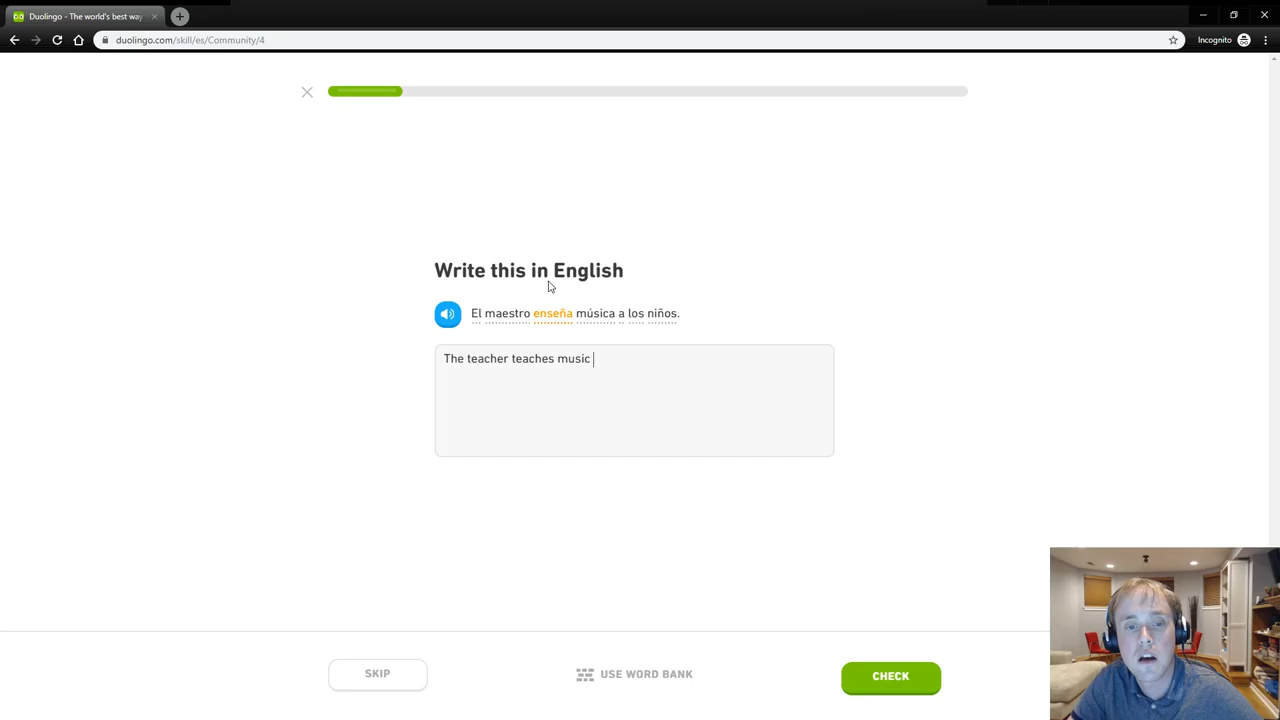 Duolingo - The world's best way
duolingo.com/skill/es/Community/4
Incognito
Write this in English
El maestro enseña música a los niños.
The teacher teaches music
SKIP
USE WORD BANK
CHECK